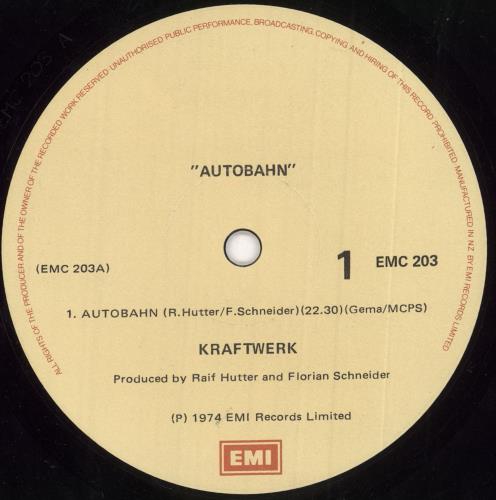 ALL RIGHTS OF THE PRODUCER AND OF THE OWNER OF THE RECORDED WORK RESERVED·UNAUTHORISED PUBLIC PERFORMANCE, BROADCASTING, COPYING AND HIRING OF THIS RECORD PROHIBITED·MANUFACTURED IN N.Z. BY EMI RECORDS LIMITED
"AUTOBAHN"
(EMC 203A) 1 EMC 203
1. AUTOBAHN (R.Hutter/F.Schneider)(22.30)(Gema/MCPS)
KRAFTWERK
Produced by Raif Hutter and Florian Schneider
(P) 1974 EMI Records Limited
EMI